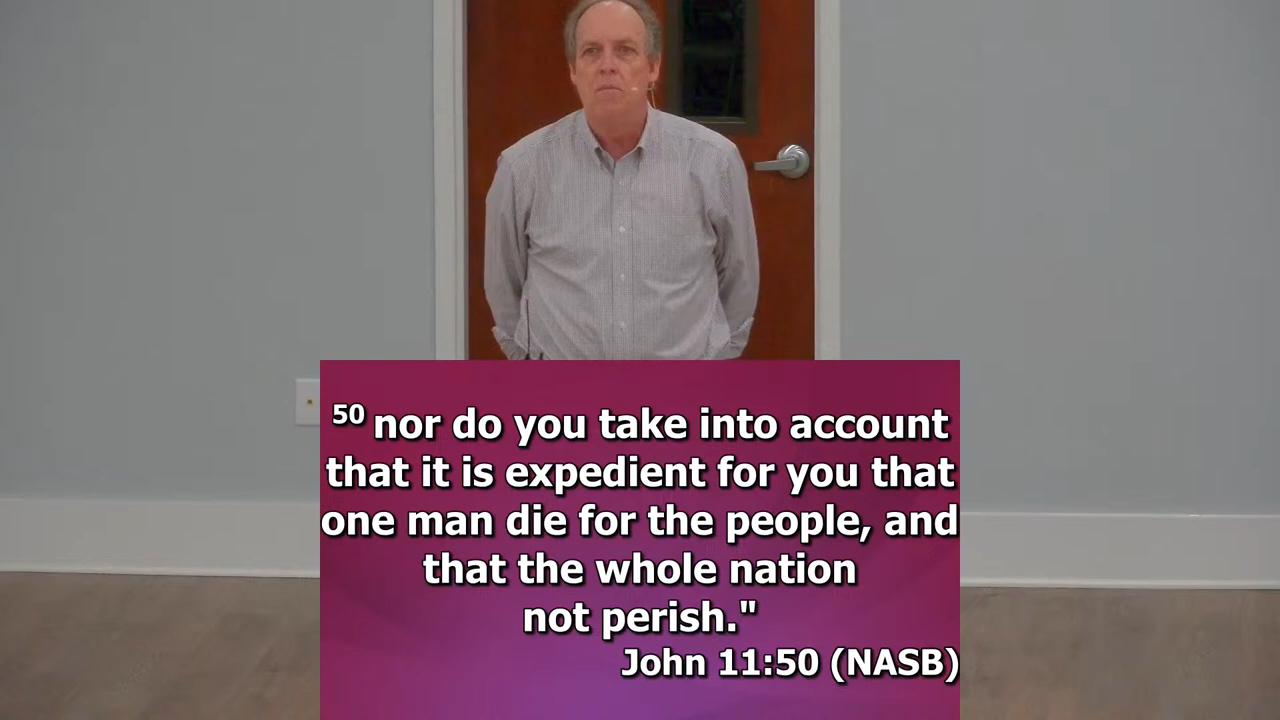 50 nor do you take into account
that it is expedient for you that
one man die for the people, and
that the whole nation
not perish."
John 11:50 (NASB)